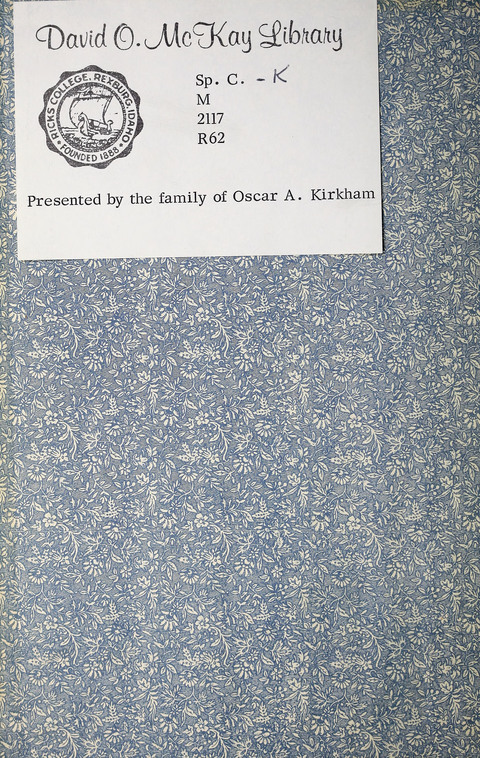 David O. McKay Library
RICKS COLLEGE, REXBURG, IDAHO
• FOUNDED 1888 •
Sp. C. - K
M
2117
R62
Presented by the family of Oscar A. Kirkham